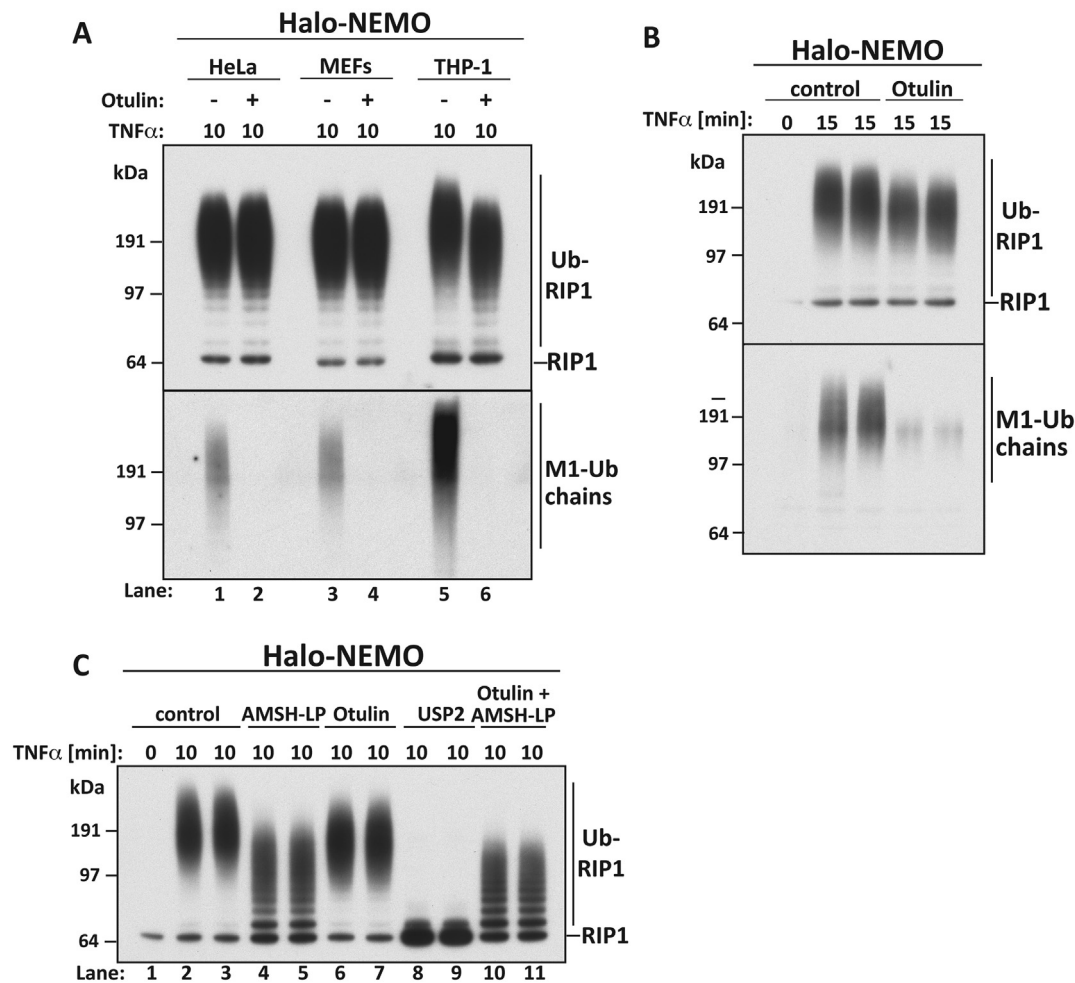 A
Halo-NEMO
HeLa MEFs THP-1
Otulin: - + - + - +
TNFα: 10 10 10 10 10 10
kDa
191
97
64
Ub-
RIP1
RIP1
191
97
M1-Ub
chains
Lane: 1 2 3 4 5 6
B
Halo-NEMO
control Otulin
TNFα [min]: 0 15 15 15 15
kDa
191
97
64
Ub-
RIP1
RIP1
191
97
64
M1-Ub
chains
C
Halo-NEMO
control AMSH-LP Otulin USP2 Otulin +
AMSH-LP
TNFα [min]: 0 10 10 10 10 10 10 10 10 10 10
kDa
191
97
64
Ub-
RIP1
RIP1
Lane: 1 2 3 4 5 6 7 8 9 10 11